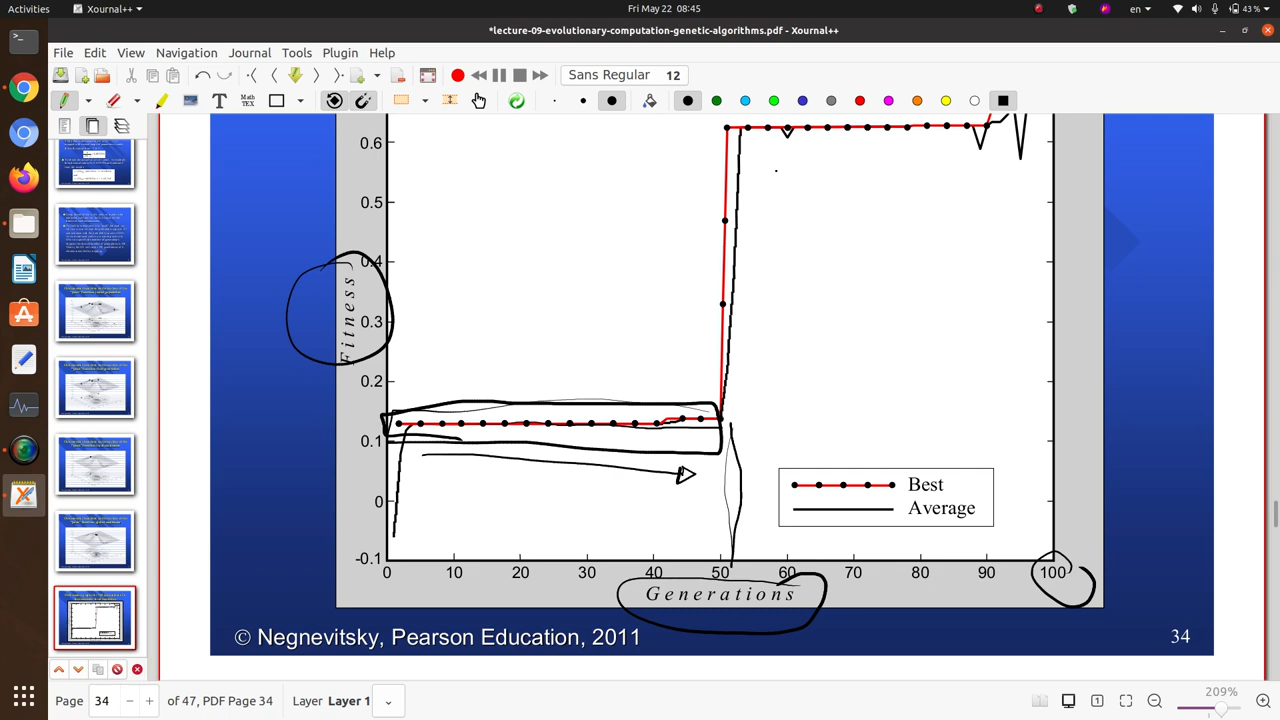 Activities
Xournal++
Fri May 22 08:45
en
43%
*lecture-09-evolutionary-computation-genetic-algorithms.pdf - Xournal++
File Edit View Navigation Journal Tools Plugin Help
Sans Regular 12
0.6
0.5
0.4
0.3
0.2
0.1
0
-0.1
Fitness
Best
Average
0 10 20 30 40 50 60 70 80 90 100
Generations
© Negnevitsky, Pearson Education, 2011
34
Page 34 of 47, PDF Page 34
Layer Layer 1
209%